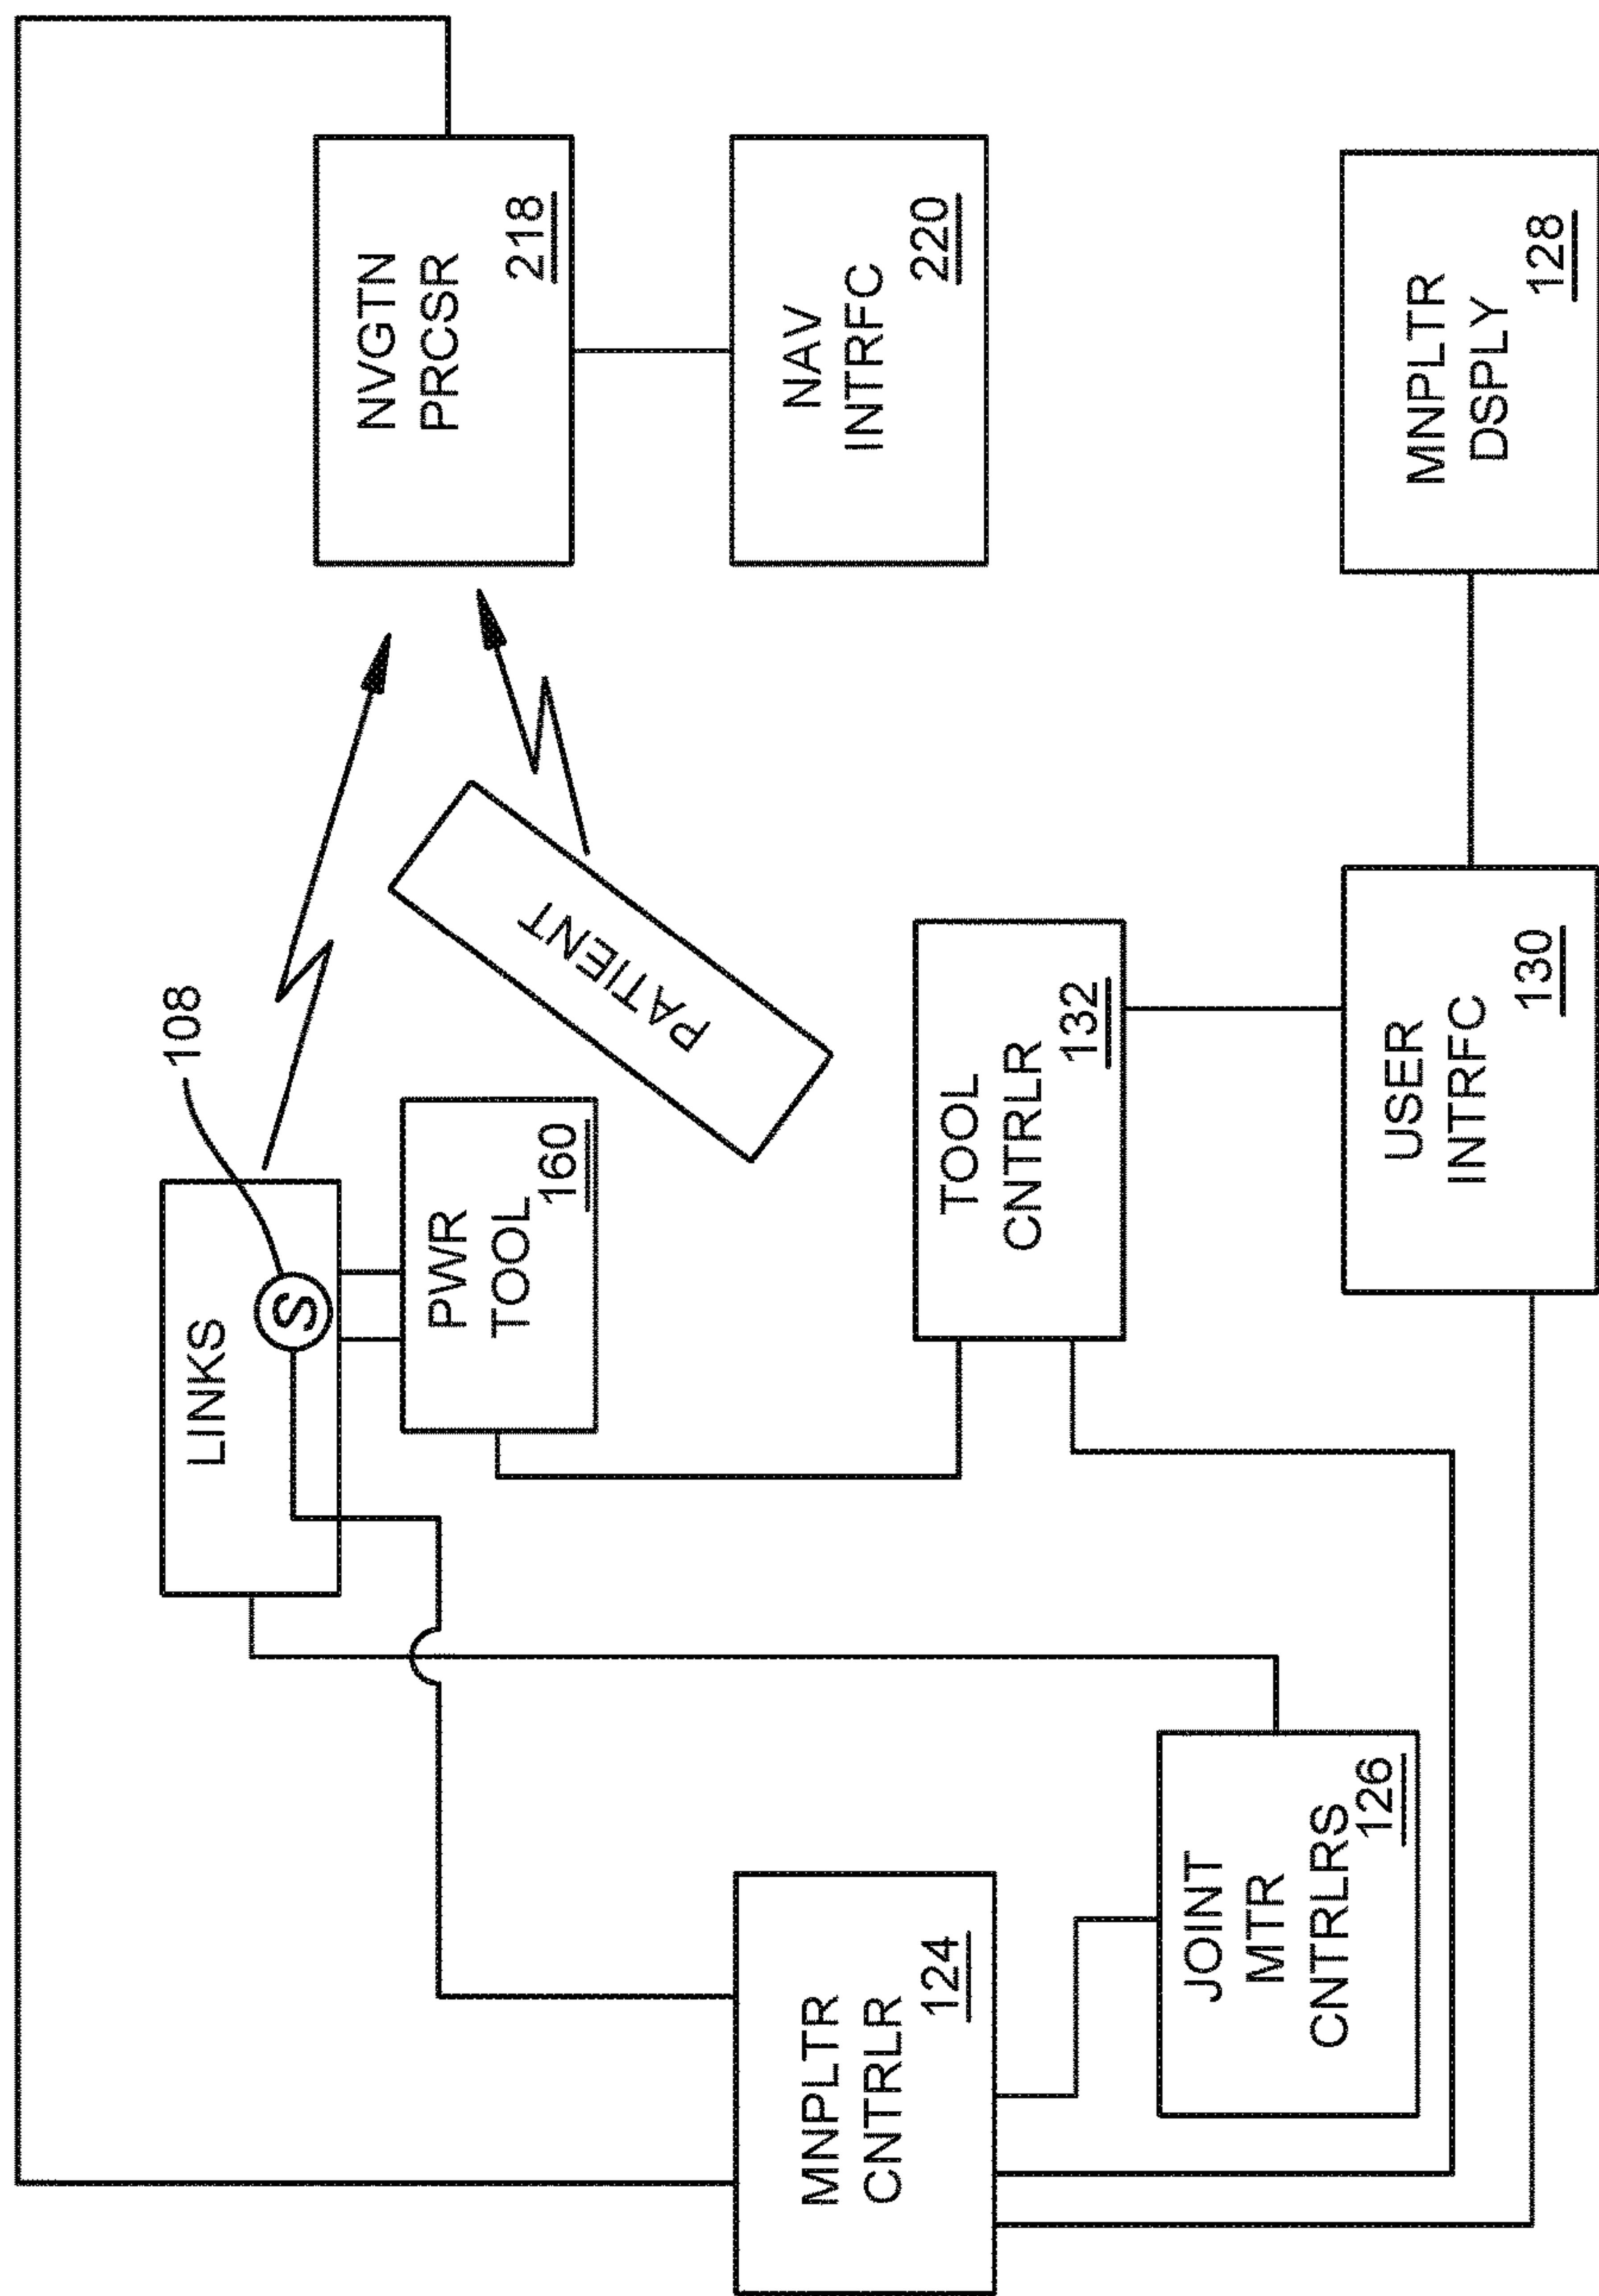 108
LINKS
S
PWR
TOOL
160
NVGTN
PRCSR
218
PATIENT
NAV
INTRFC
220
MNPLTR
CNTRLR
124
TOOL
CNTRLR
132
JOINT
MTR
CNTRLRS
126
USER
INTRFC
130
MNPLTR
DSPLY
128